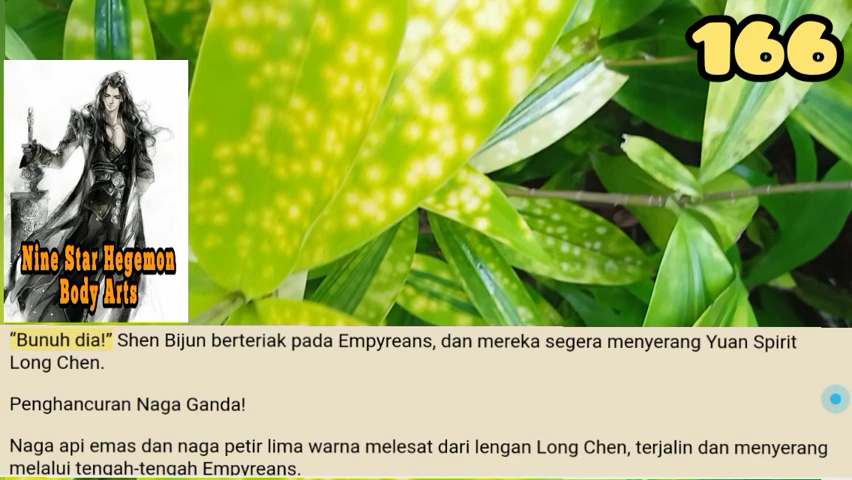 166
Nine Star Hegemon
Body Arts
“Bunuh dia!” Shen Bijun berteriak pada Empyreans, dan mereka segera menyerang Yuan Spirit
Long Chen.
Penghancuran Naga Ganda!
Naga api emas dan naga petir lima warna melesat dari lengan Long Chen, terjalin dan menyerang
melalui tengah-tengah Empyreans.